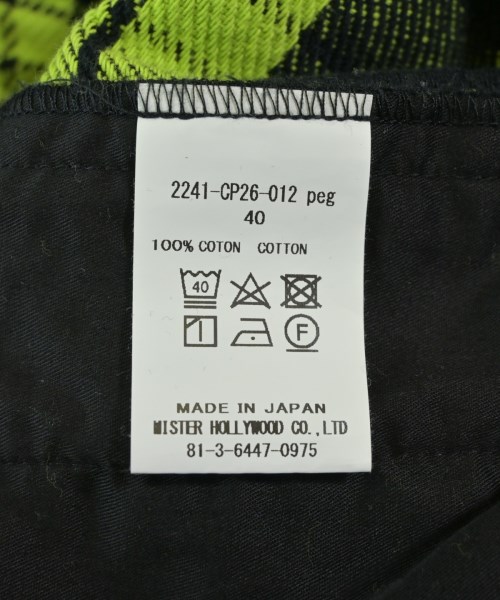 2241-CP26-012 peg
40
100% COTON COTTON
40
F
MADE IN JAPAN
MISTER HOLLYWOOD CO.,LTD
81-3-6447-0975